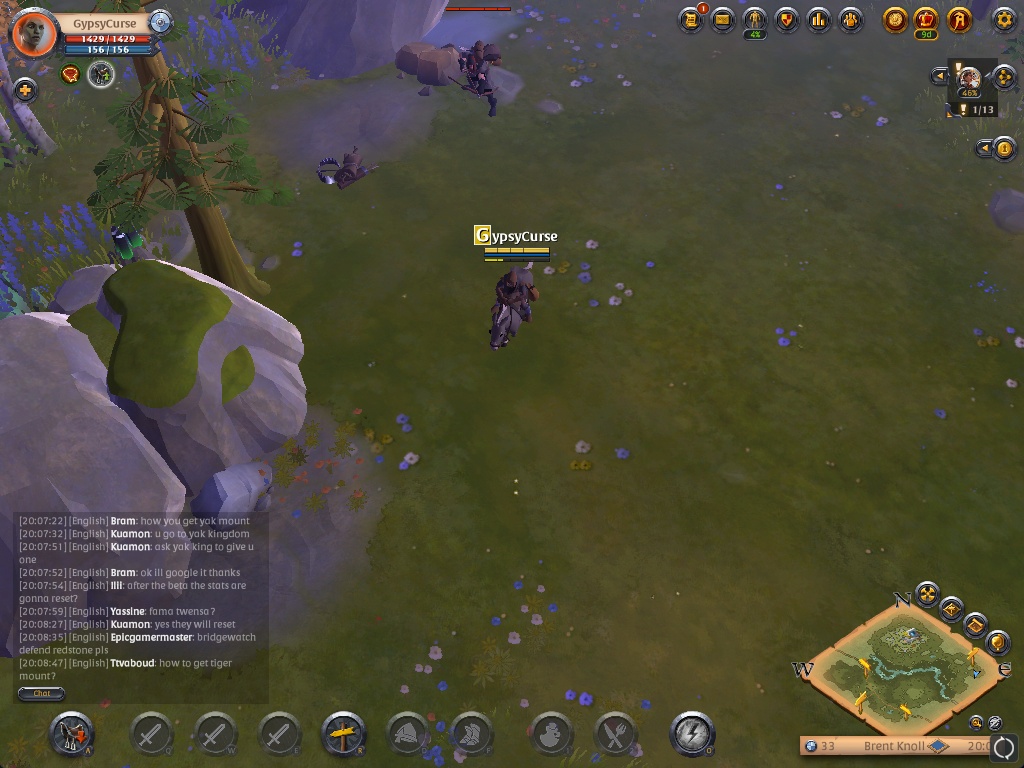 GypsyCurse
1429 / 1429
156 / 156
1
4%
9d
46%
1/13
GypsyCurse
[20:07:22] [English] Bram: how you get yak mount
[20:07:32] [English] Kuamon: u go to yak kingdom
[20:07:51] [English] Kuamon: ask yak king to give u
one
[20:07:52] [English] Bram: ok ill google it thanks
[20:07:54] [English] Illi: after the beta the stats are
gonna reset?
[20:07:59] [English] Yassine: fama twensa?
[20:08:27] [English] Kuamon: yes they will reset
[20:08:35] [English] Epicgamermaster: bridgewatch
defend redstone pls
[20:08:47] [English] Ttvaboud: how to get tiger
mount?
Chat
N
W
E
A
Q
W
E
R
33 Brent Knoll